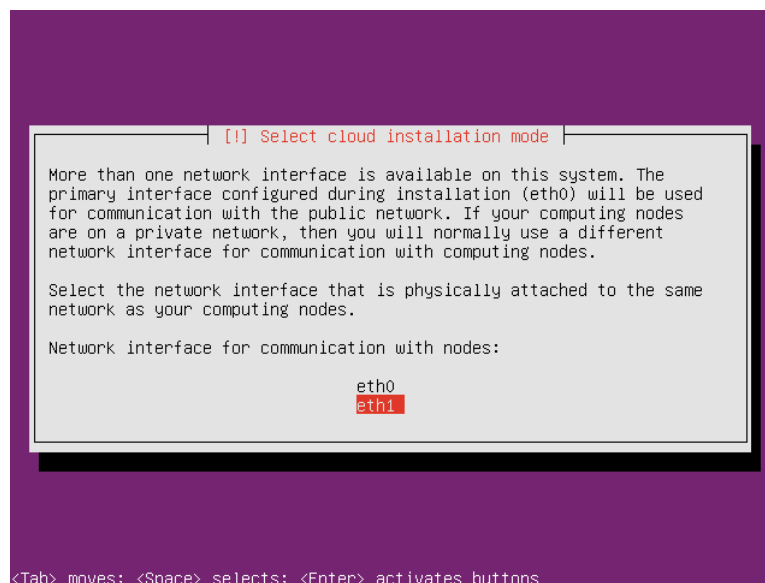 [!] Select cloud installation mode
More than one network interface is available on this system. The
primary interface configured during installation (eth0) will be used
for communication with the public network. If your computing nodes
are on a private network, then you will normally use a different
network interface for communication with computing nodes.
Select the network interface that is physically attached to the same
network as your computing nodes.
Network interface for communication with nodes:
eth0
eth1
<Tab> moves; <Space> selects; <Enter> activates buttons